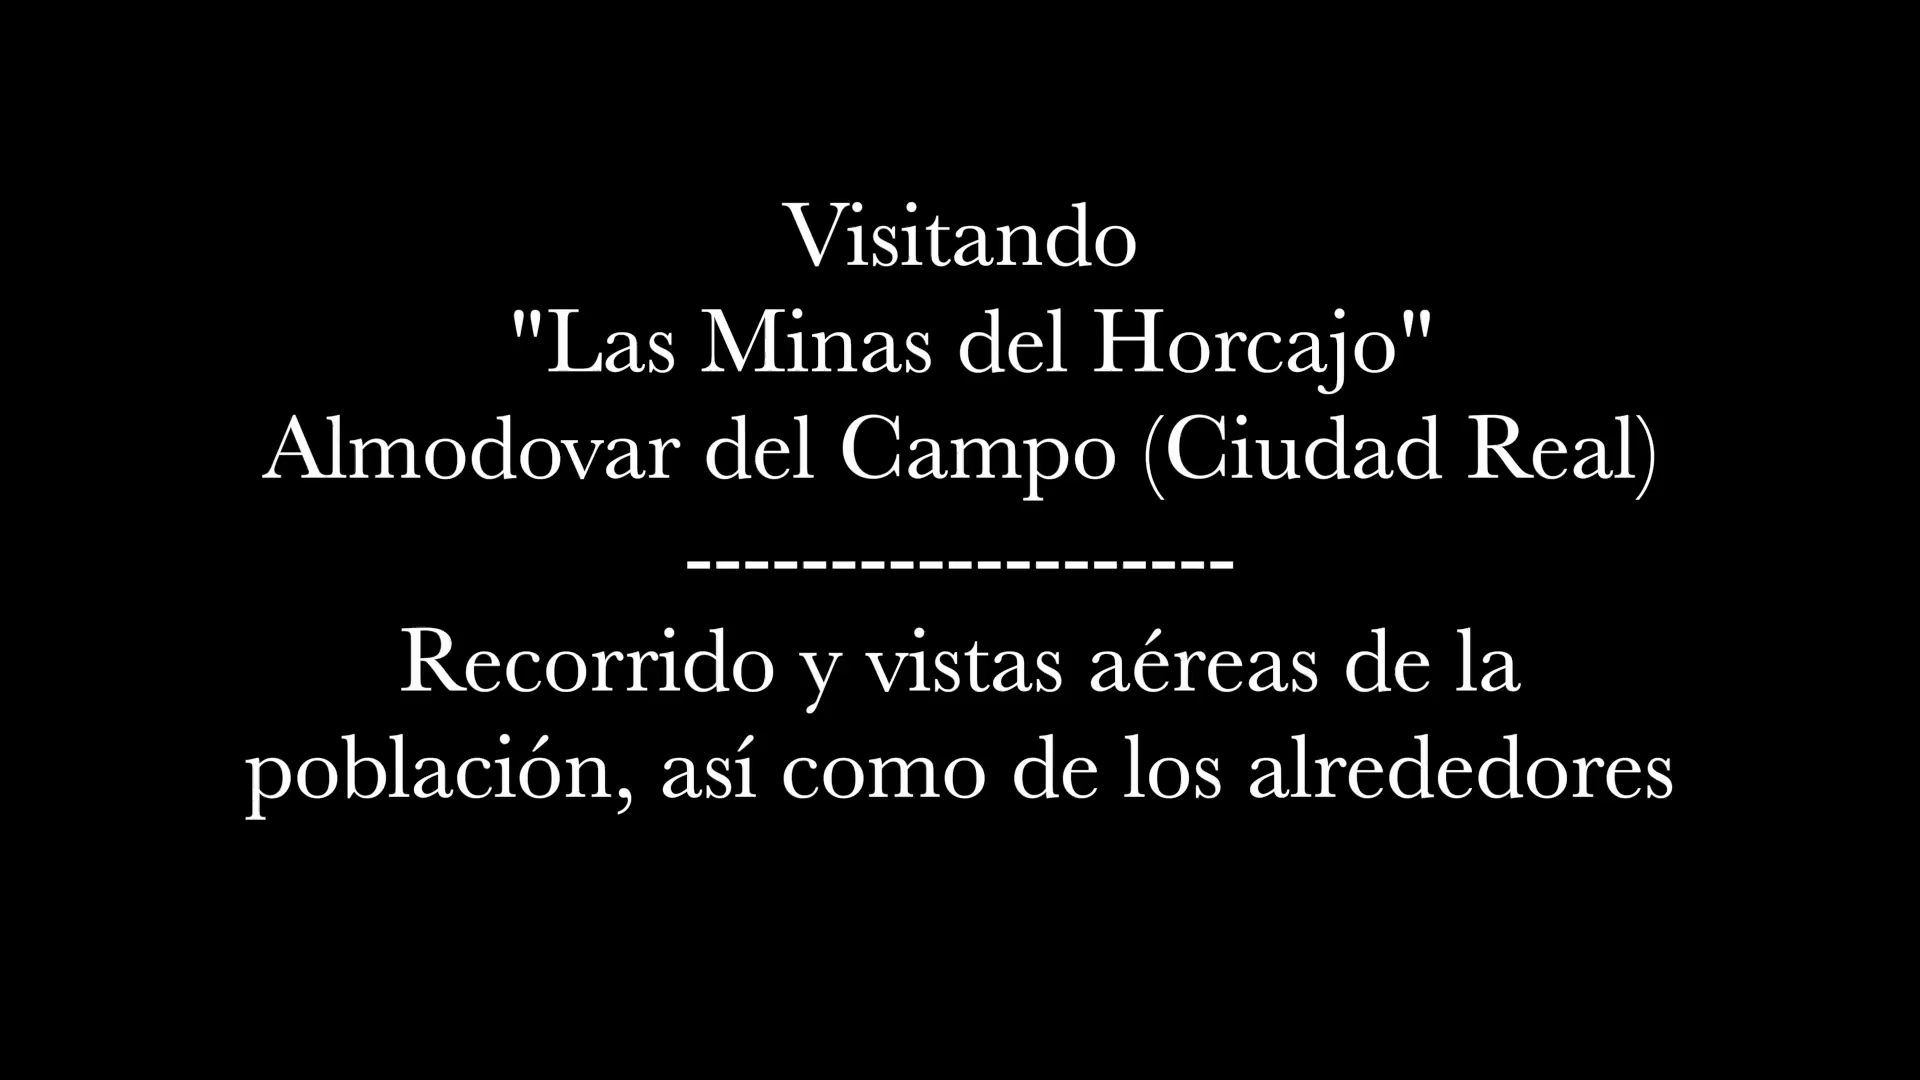 Visitando
"Las Minas del Horcajo"
Almodovar del Campo (Ciudad Real)
-------------------
Recorrido y vistas aéreas de la
población, así como de los alrededores